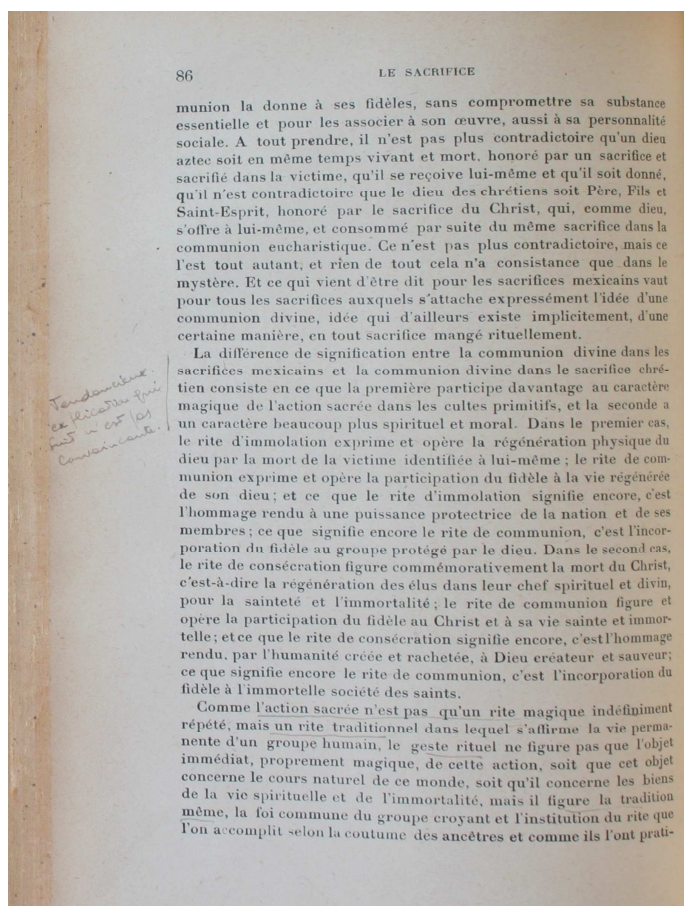 86
LE SACRIFICE
munion la donne à ses fidèles, sans compromettre sa substance
essentielle et pour les associer à son œuvre, aussi à sa personnalité
sociale. A tout prendre, il n'est pas plus contradictoire qu'un dieu
aztec soit en même temps vivant et mort, honoré par un sacrifice et
sacrifié dans la victime, qu'il se reçoive lui-même et qu'il soit donné,
qu'il n'est contradictoire que le dieu des chrétiens soit Père, Fils et
Saint-Esprit, honoré par le sacrifice du Christ, qui, comme dieu,
s'offre à lui-même, et consommé par suite du même sacrifice dans la
communion eucharistique. Ce n'est pas plus contradictoire, mais ce
l'est tout autant, et rien de tout cela n'a consistance que dans le
mystère. Et ce qui vient d'être dit pour les sacrifices mexicains vaut
pour tous les sacrifices auxquels s'attache expressément l'idée d'une
communion divine, idée qui d'ailleurs existe implicitement, d'une
certaine manière, en tout sacrifice mangé rituellement.
La différence de signification entre la communion divine dans les
sacrifices mexicains et la communion divine dans le sacrifice chré-
tien consiste en ce que la première participe davantage au caractère
magique de l'action sacrée dans les cultes primitifs, et la seconde a
un caractère beaucoup plus spirituel et moral. Dans le premier cas,
le rite d'immolation exprime et opère la régénération physique du
dieu par la mort de la victime identifiée à lui-même ; le rite de com-
munion exprime et opère la participation du fidèle à la vie régénérée
de son dieu ; et ce que le rite d'immolation signifie encore, c'est
l'hommage rendu à une puissance protectrice de la nation et de ses
membres ; ce que signifie encore le rite de communion, c'est l'incor-
poration du fidèle au groupe protégé par le dieu. Dans le second cas,
le rite de consécration figure commémorativement la mort du Christ,
c'est-à-dire la régénération des élus dans leur chef spirituel et divin,
pour la sainteté et l'immortalité ; le rite de communion figure et
opère la participation du fidèle au Christ et à sa vie sainte et immor-
telle ; et ce que le rite de consécration signifie encore, c'est l'hommage
rendu, par l'humanité créée et rachetée, à Dieu créateur et sauveur;
ce que signifie encore le rite de communion, c'est l'incorporation du
fidèle à l'immortelle société des saints.
Comme l'action sacrée n'est pas qu'un rite magique indéfiniment
répété, mais un rite traditionnel dans lequel s'affirme la vie perma-
nente d'un groupe humain, le geste rituel ne figure pas que l'objet
immédiat, proprement magique, de cette action, soit que cet objet
concerne le cours naturel de ce monde, soit qu'il concerne les biens
de la vie spirituelle et de l'immortalité, mais il figure la tradition
même, la foi commune du groupe croyant et l'institution du rite que
l'on accomplit selon la coutume des ancêtres et comme ils l'ont prati-
Tendancieux.
qui
suit n'est pas
Convaincante.